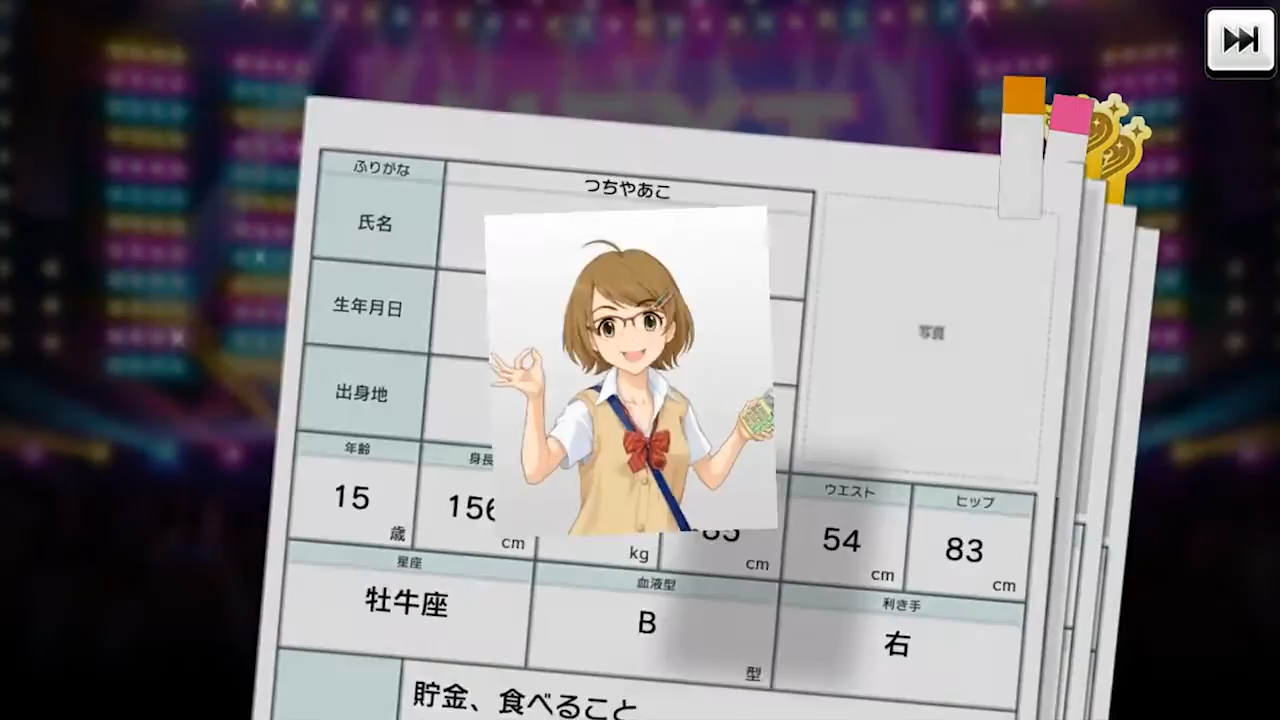 ふりがな
つちやあこ
氏名
生年月日
出身地
写真
年齢
身長
ウエスト
ヒップ
15
歳
cm
kg
cm
54
cm
83
cm
星座
血液型
利き手
牡牛座
B
型
右
貯金、食べること